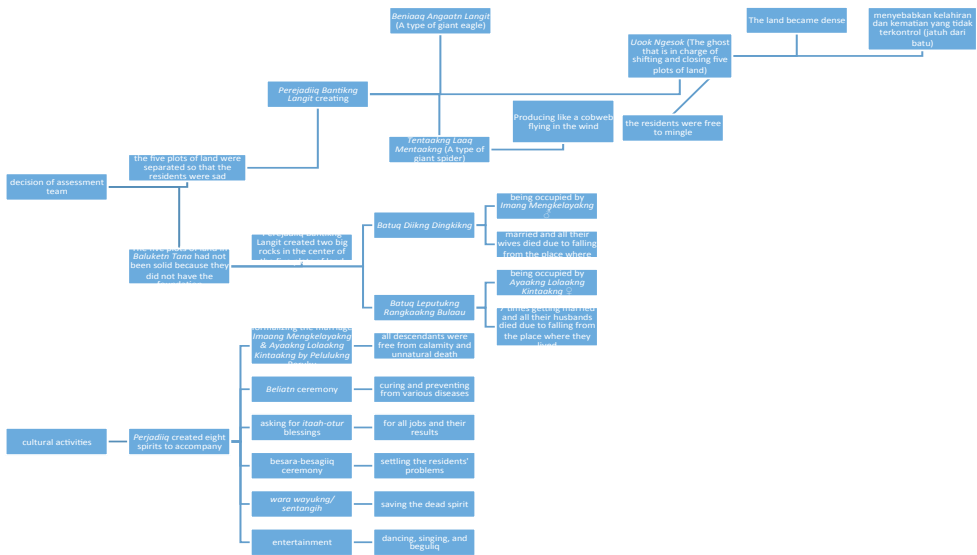 Beniaaq Angaatn Langit
(A type of giant eagle)
The land became dense
menyebabkan kelahiran
dan kematian yang tidak
terkontrol (jatuh dari
batu)
Uook Ngesok (The ghost
that is in charge of
shifting and closing five
plots of land)
Perejadiiq Bantikng
Langit creating
Producing like a cobweb
flying in the wind
the residents were free
to mingle
Tentaakng Laaq
Mentaakng (A type of
giant spider)
the five plots of land were
separated so that the
residents were sad
decision of assessment
team
being occupied by
Imang Mengkelayakng
♂
Batuq Diikng Dingkikng
married and all their
wives died due to falling
from the place where
Langit created two big
rocks in the center of
Baluketn Tana had not
been solid because they
did not have the
being occupied by
Ayaakng Lolaakng
Kintaakng ♀
Batuq Leputukng
Rangkaakng Bulaau
7 times getting married
and all their husbands
died due to falling from
the place where they
lived
Imaang Mengkelayakng
& Ayaakng Lolaakng
Kintaakng by Pelulukng
all descendants were
free from calamity and
unnatural death
Beliatn ceremony
curing and preventing
from various diseases
asking for itaah-otur
blessings
for all jobs and their
results
cultural activities
Perjadiiq created eight
spirits to accompany
besara-besagiiq
ceremony
settling the residents'
problems
wara wayukng/
sentangih
saving the dead spirit
entertainment
dancing, singing, and
beguliq